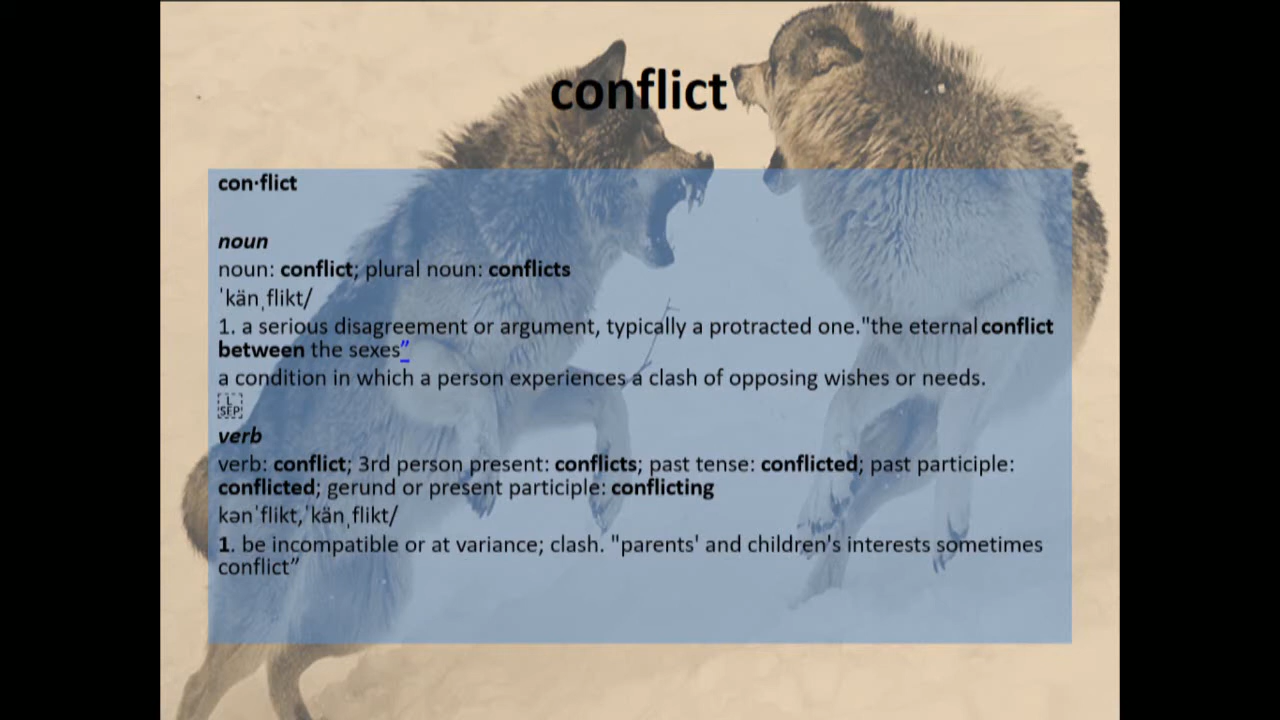 conflict
con·flict
noun
noun: conflict; plural noun: conflicts
ˈkänˌflikt/
1. a serious disagreement or argument, typically a protracted one."the eternal conflict
between the sexes”
a condition in which a person experiences a clash of opposing wishes or needs.
L SEP
verb
verb: conflict; 3rd person present: conflicts; past tense: conflicted; past participle:
conflicted; gerund or present participle: conflicting
kənˈflikt,ˈkänˌflikt/
1. be incompatible or at variance; clash. "parents' and children's interests sometimes
conflict”